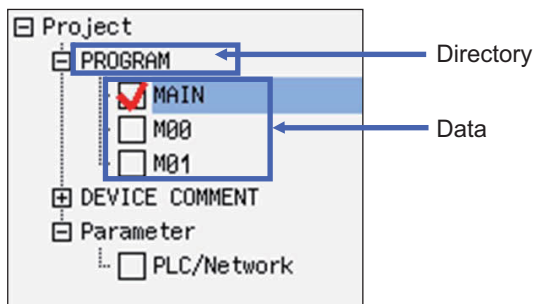 Project
PROGRAM
Directory
MAIN
M00
Data
M01
DEVICE COMMENT
Parameter
PLC/Network